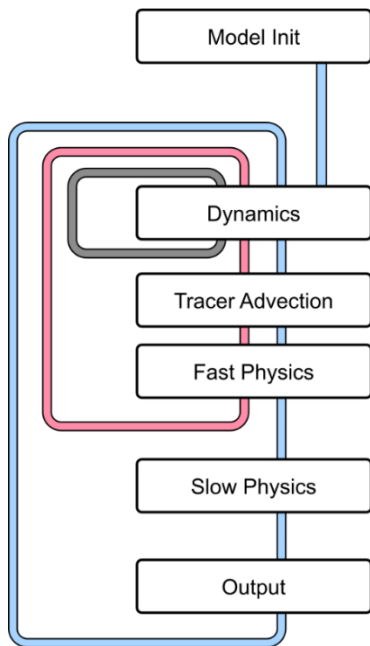 Model Init
Dynamics
Tracer Advection
Fast Physics
Slow Physics
Output